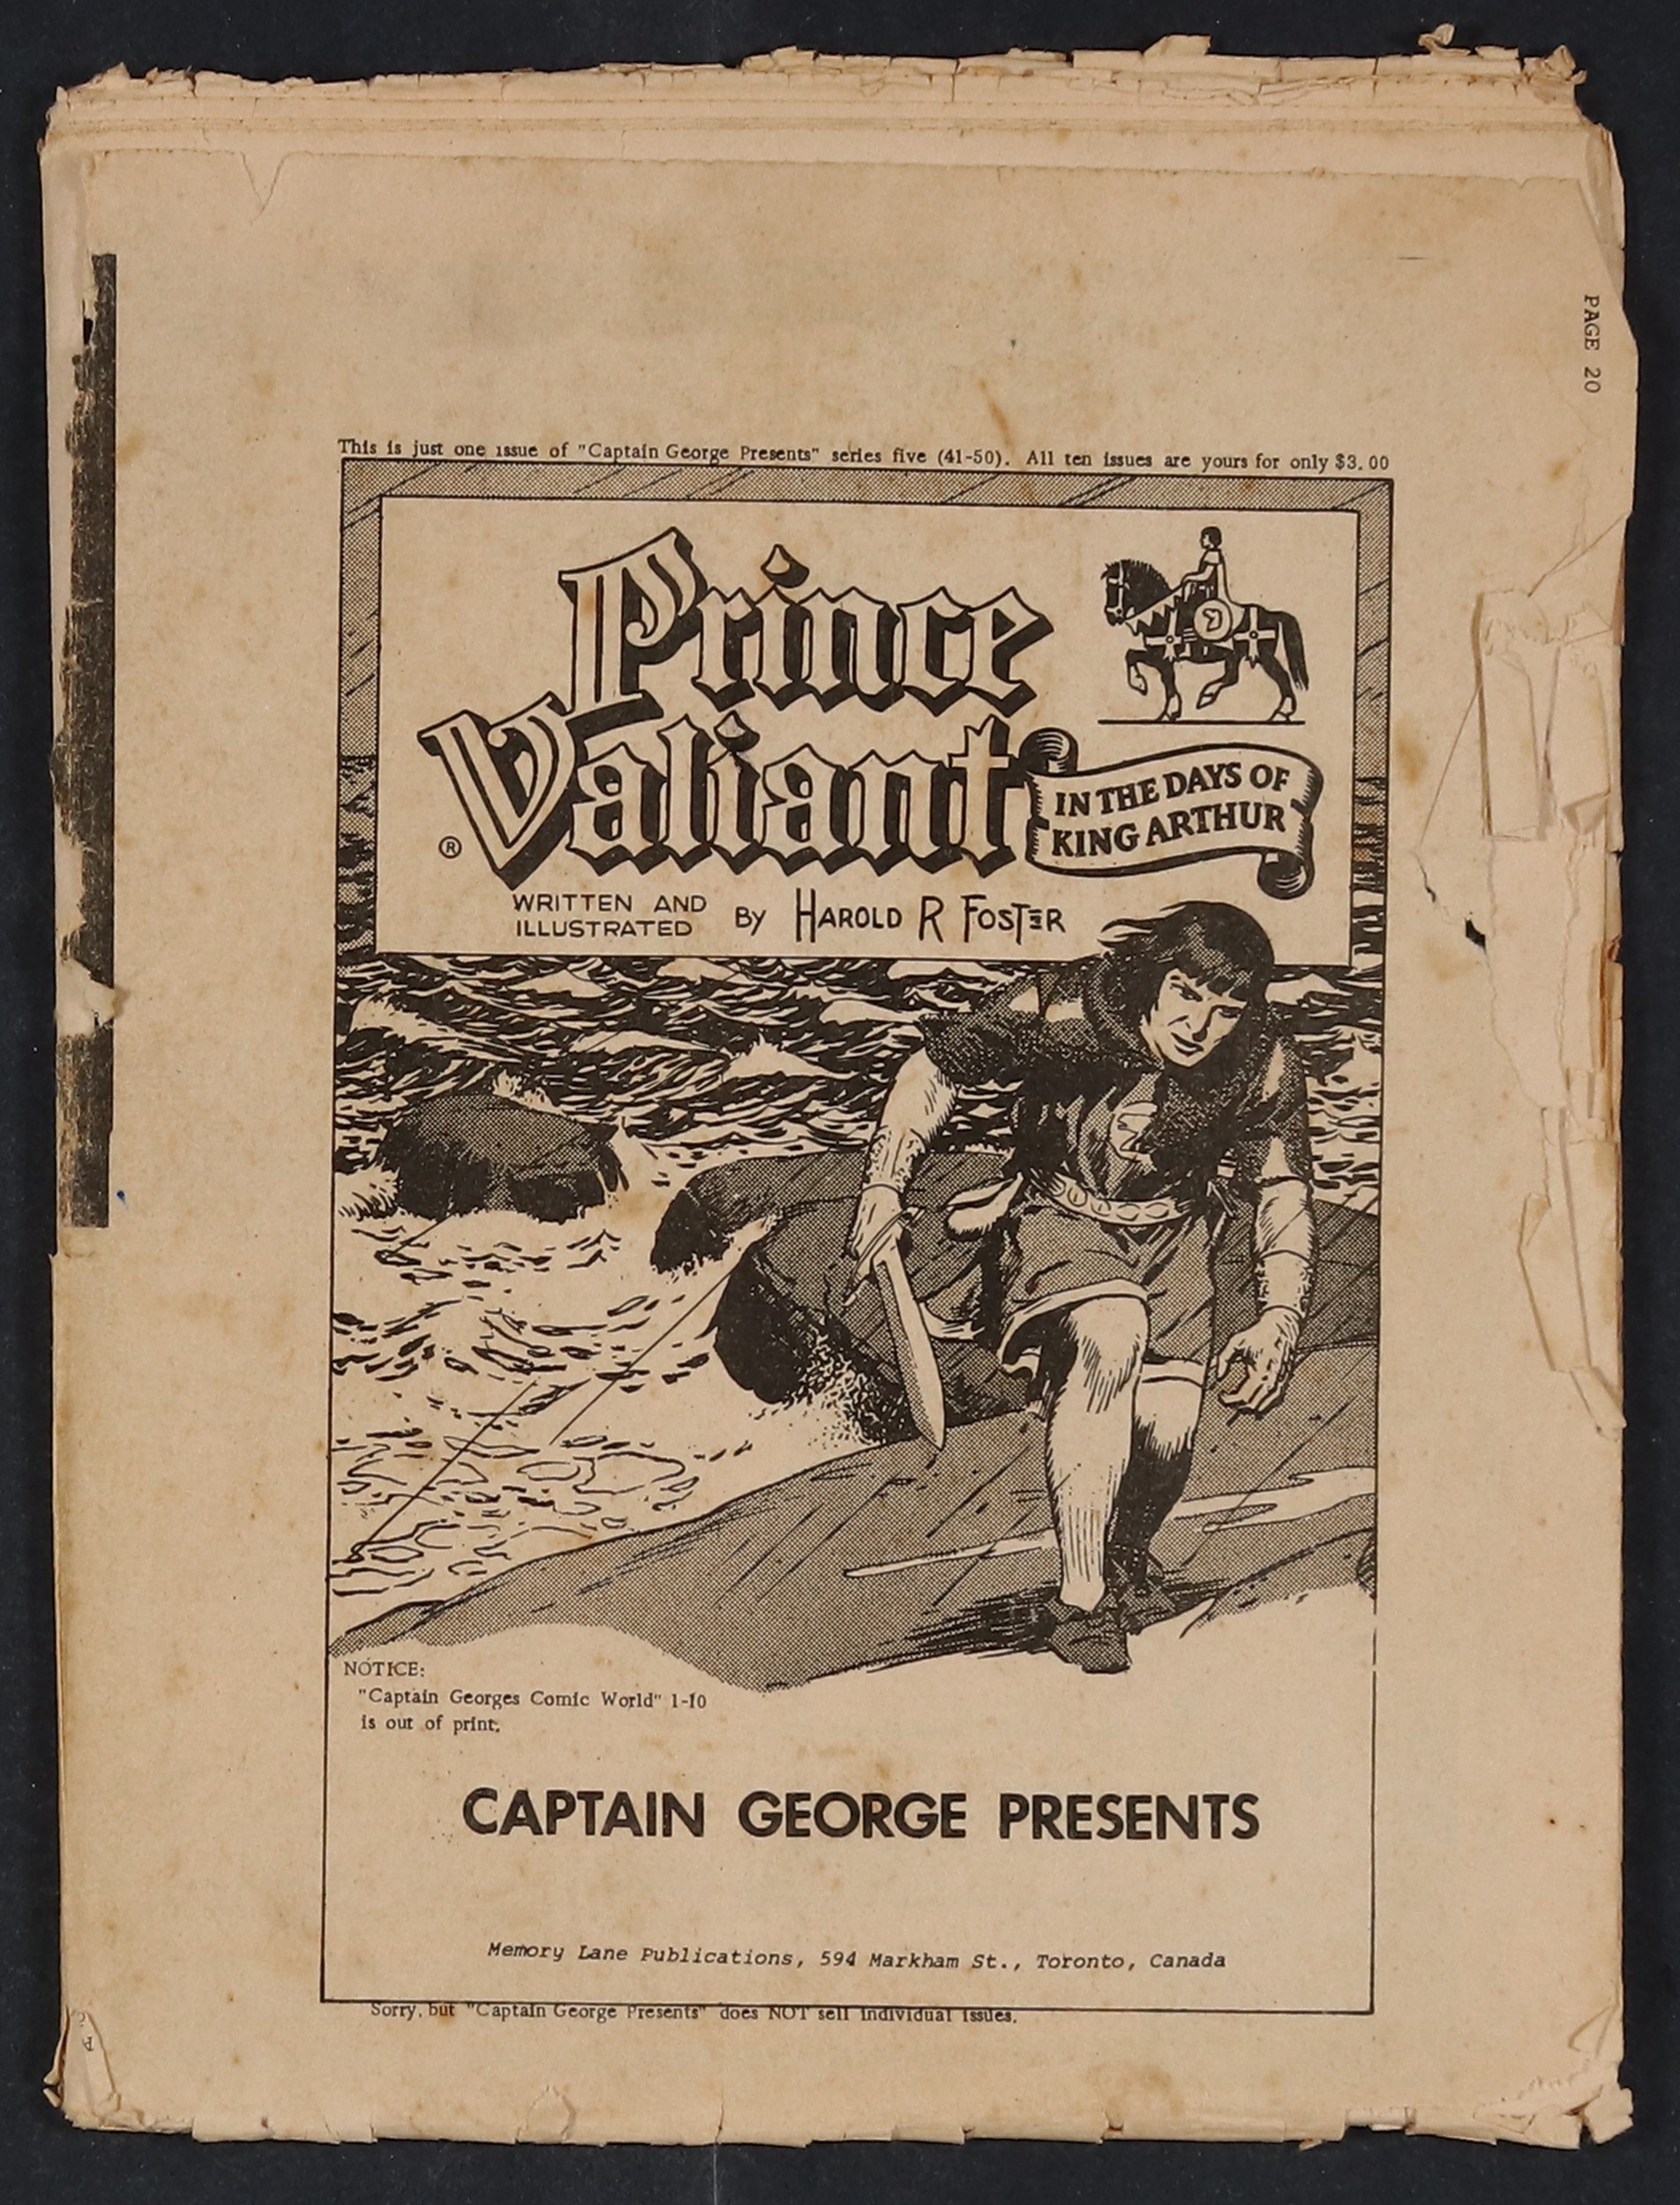 PAGE 20
This is just one issue of "Captain George Presents" series five (41-50). All ten issues are yours for only $3.00
Prince
Valiant
®
IN THE DAYS OF
KING ARTHUR
WRITTEN AND
ILLUSTRATED BY HAROLD R FOSTER
NOTICE:
"Captain Georges Comic World" 1-10
is out of print.
CAPTAIN GEORGE PRESENTS
Memory Lane Publications, 594 Markham St., Toronto, Canada
Sorry, but "Captain George Presents" does NOT sell individual issues.